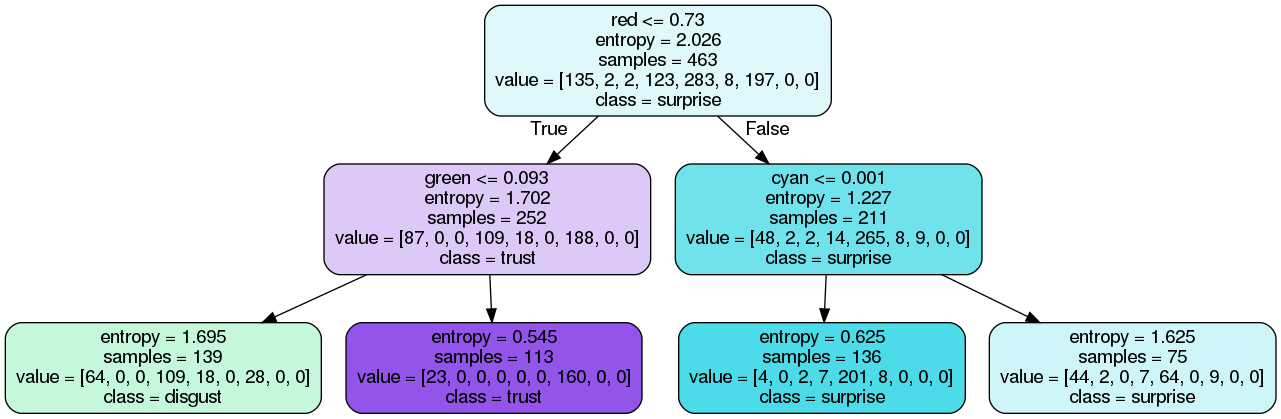 red <= 0.73
entropy = 2.026
samples = 463
value = [135, 2, 2, 123, 283, 8, 197, 0, 0]
class = surprise
True
False
green <= 0.093
entropy = 1.702
samples = 252
value = [87, 0, 0, 109, 18, 0, 188, 0, 0]
class = trust
cyan <= 0.001
entropy = 1.227
samples = 211
value = [48, 2, 2, 14, 265, 8, 9, 0, 0]
class = surprise
entropy = 1.695
samples = 139
value = [64, 0, 0, 109, 18, 0, 28, 0, 0]
class = disgust
entropy = 0.545
samples = 113
value = [23, 0, 0, 0, 0, 0, 160, 0, 0]
class = trust
entropy = 0.625
samples = 136
value = [4, 0, 2, 7, 201, 8, 0, 0, 0]
class = surprise
entropy = 1.625
samples = 75
value = [44, 2, 0, 7, 64, 0, 9, 0, 0]
class = surprise